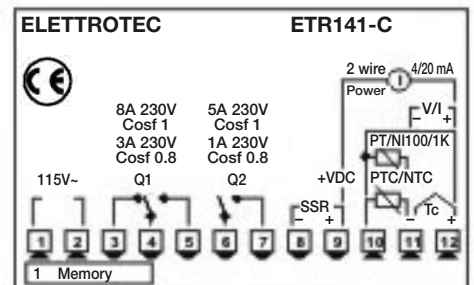 ELETTROTEC ETR141-C
CE
2 wire 4/20 mA
Power I
V/I
- +
8A 230V 5A 230V
Cosf 1 Cosf 1
3A 230V 1A 230V
Cosf 0.8 Cosf 0.8
PT/NI100/1K
PTC/NTC
115V~ Q1 Q2 +VDC
SSR
- +
- Tc +
1 2 3 4 5 6 7 8 9 10 11 12
1 Memory